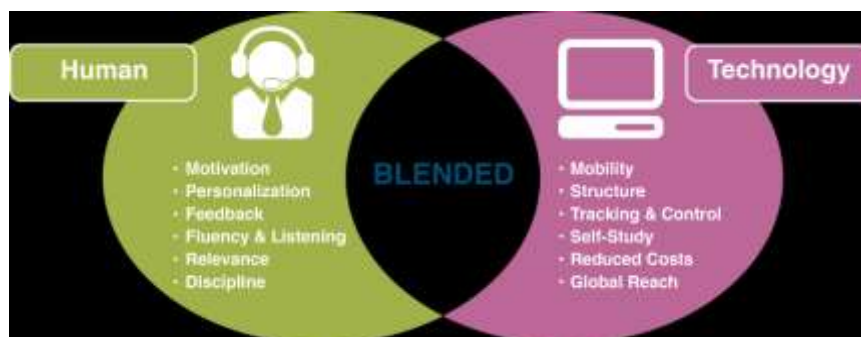 Human
• Motivation
• Personalization
• Feedback
• Fluency & Listening
• Relevance
• Discipline
BLENDED
Technology
• Mobility
• Structure
• Tracking & Control
• Self-Study
• Reduced Costs
• Global Reach